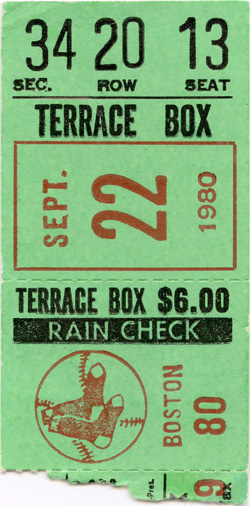 34 20 13
SEC. ROW SEAT
TERRACE BOX
SEPT. 22 1980
TERRACE BOX $6.00
RAIN CHECK
BOSTON 80